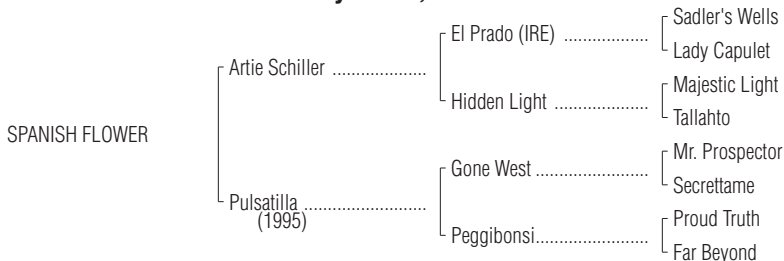 Sadler's Wells
El Prado (IRE) ..................
Lady Capulet
Artie Schiller ....................
Majestic Light
Hidden Light ....................
Tallahto
SPANISH FLOWER
Mr. Prospector
Gone West ........................
Secrettame
Pulsatilla ..........................
(1995)
Proud Truth
Peggibonsi........................
Far Beyond